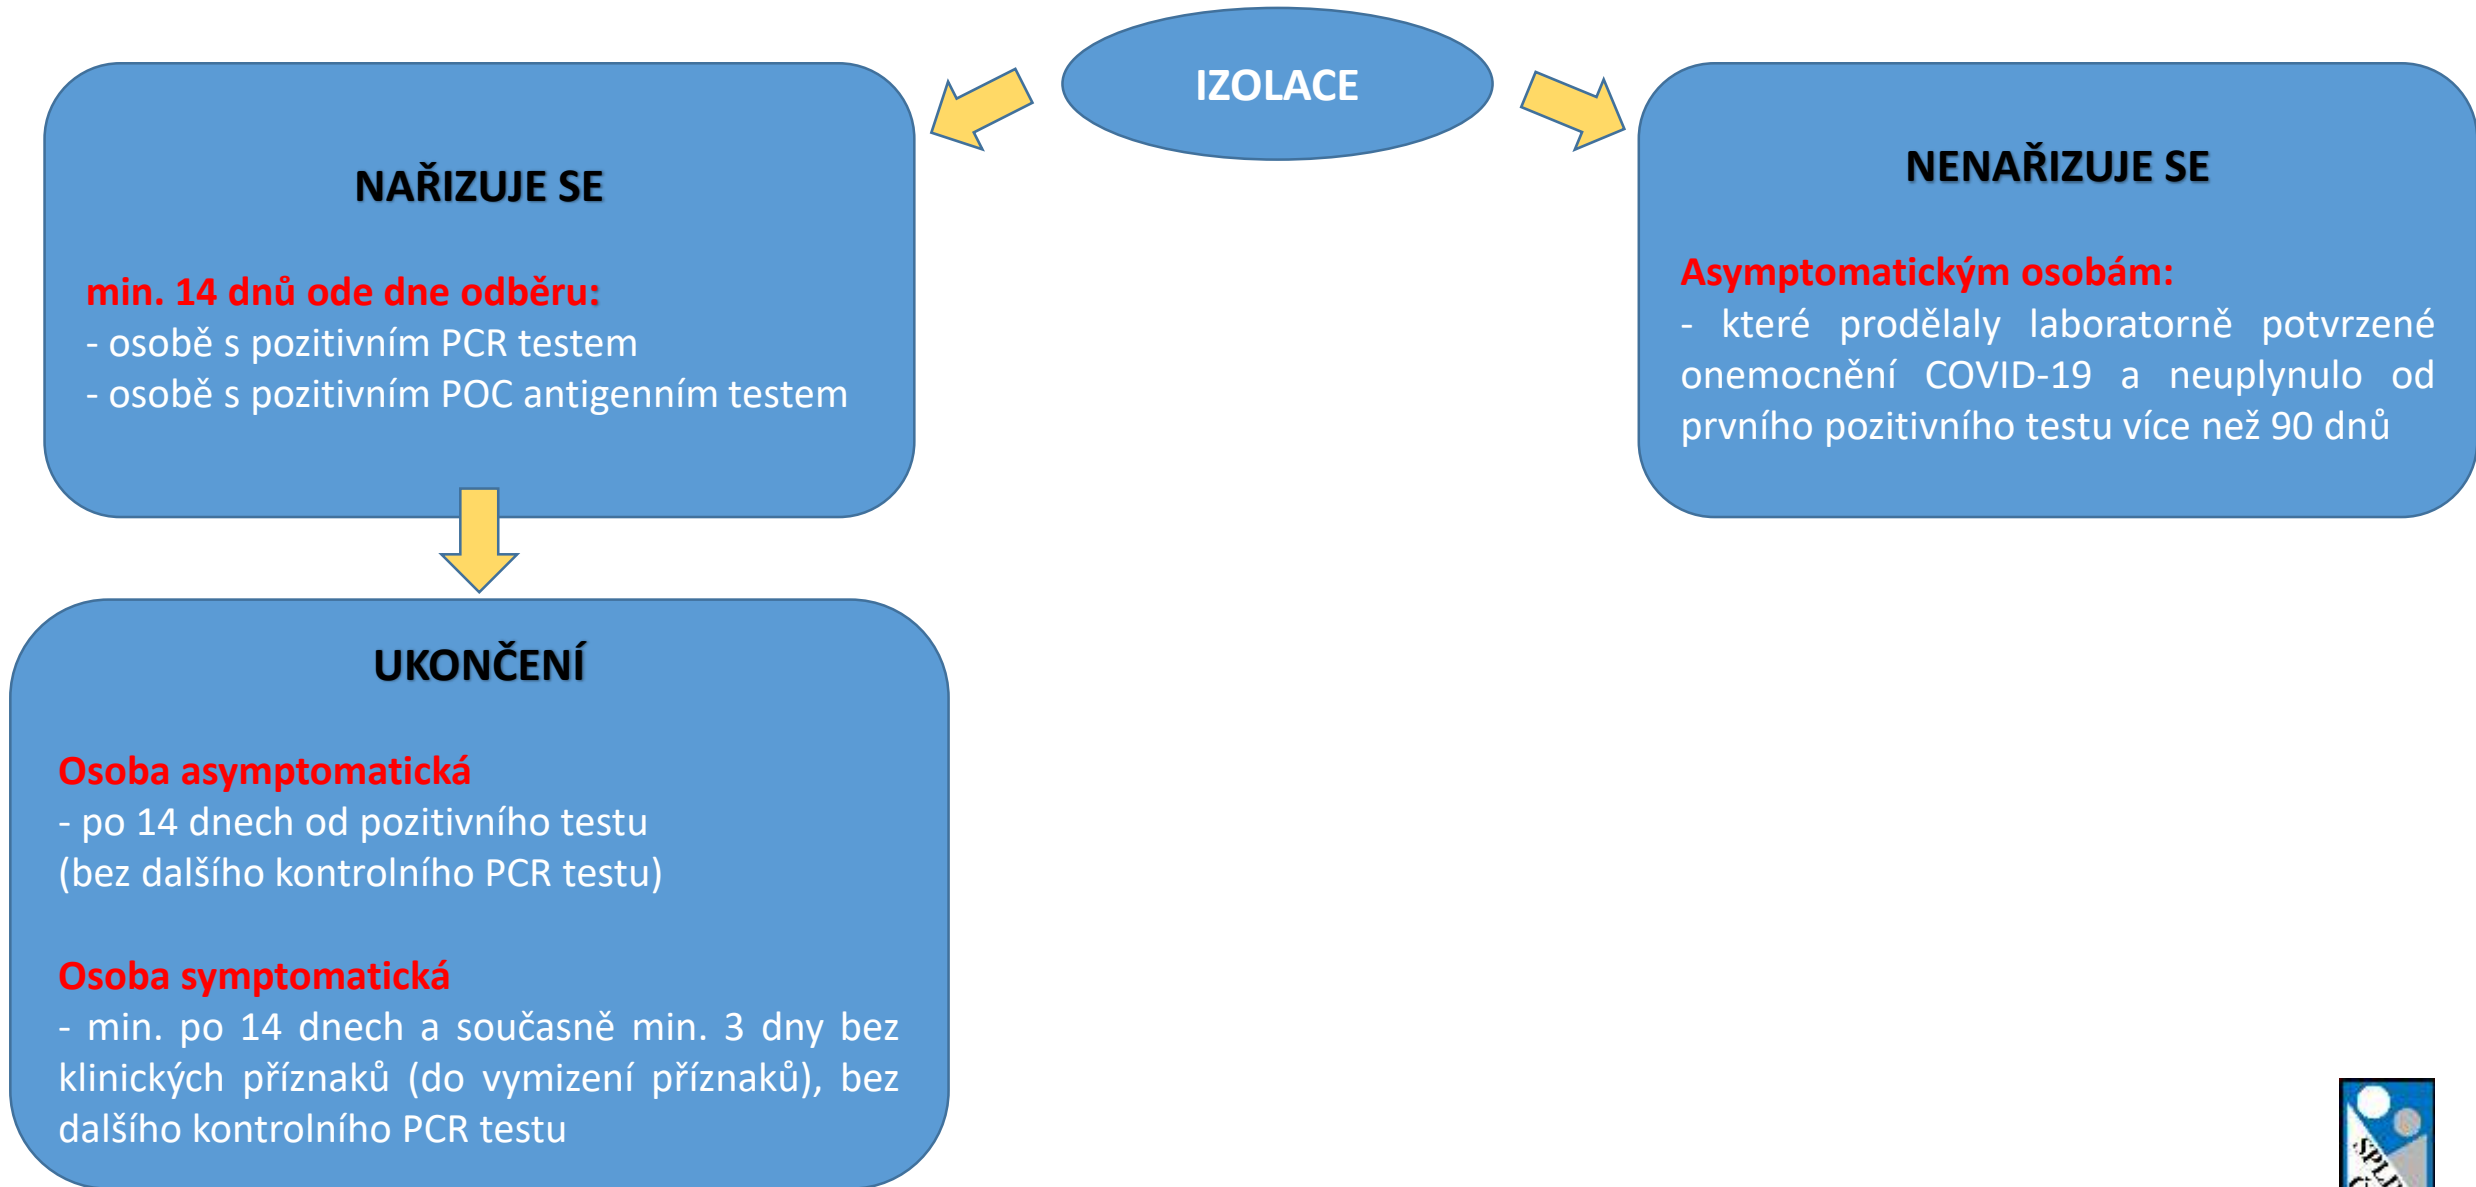 IZOLACE
NAŘIZUJE SE
min. 14 dnů ode dne odběru:
- osobě s pozitivním PCR testem
- osobě s pozitivním POC antigenním testem
NENAŘIZUJE SE
Asymptomatickým osobám:
- které prodělaly laboratorně potvrzené
onemocnění COVID-19 a neuplynulo od
prvního pozitivního testu více než 90 dnů
UKONČENÍ
Osoba asymptomatická
- po 14 dnech od pozitivního testu
(bez dalšího kontrolního PCR testu)
Osoba symptomatická
- min. po 14 dnech a současně min. 3 dny bez
klinických příznaků (do vymizení příznaků), bez
dalšího kontrolního PCR testu